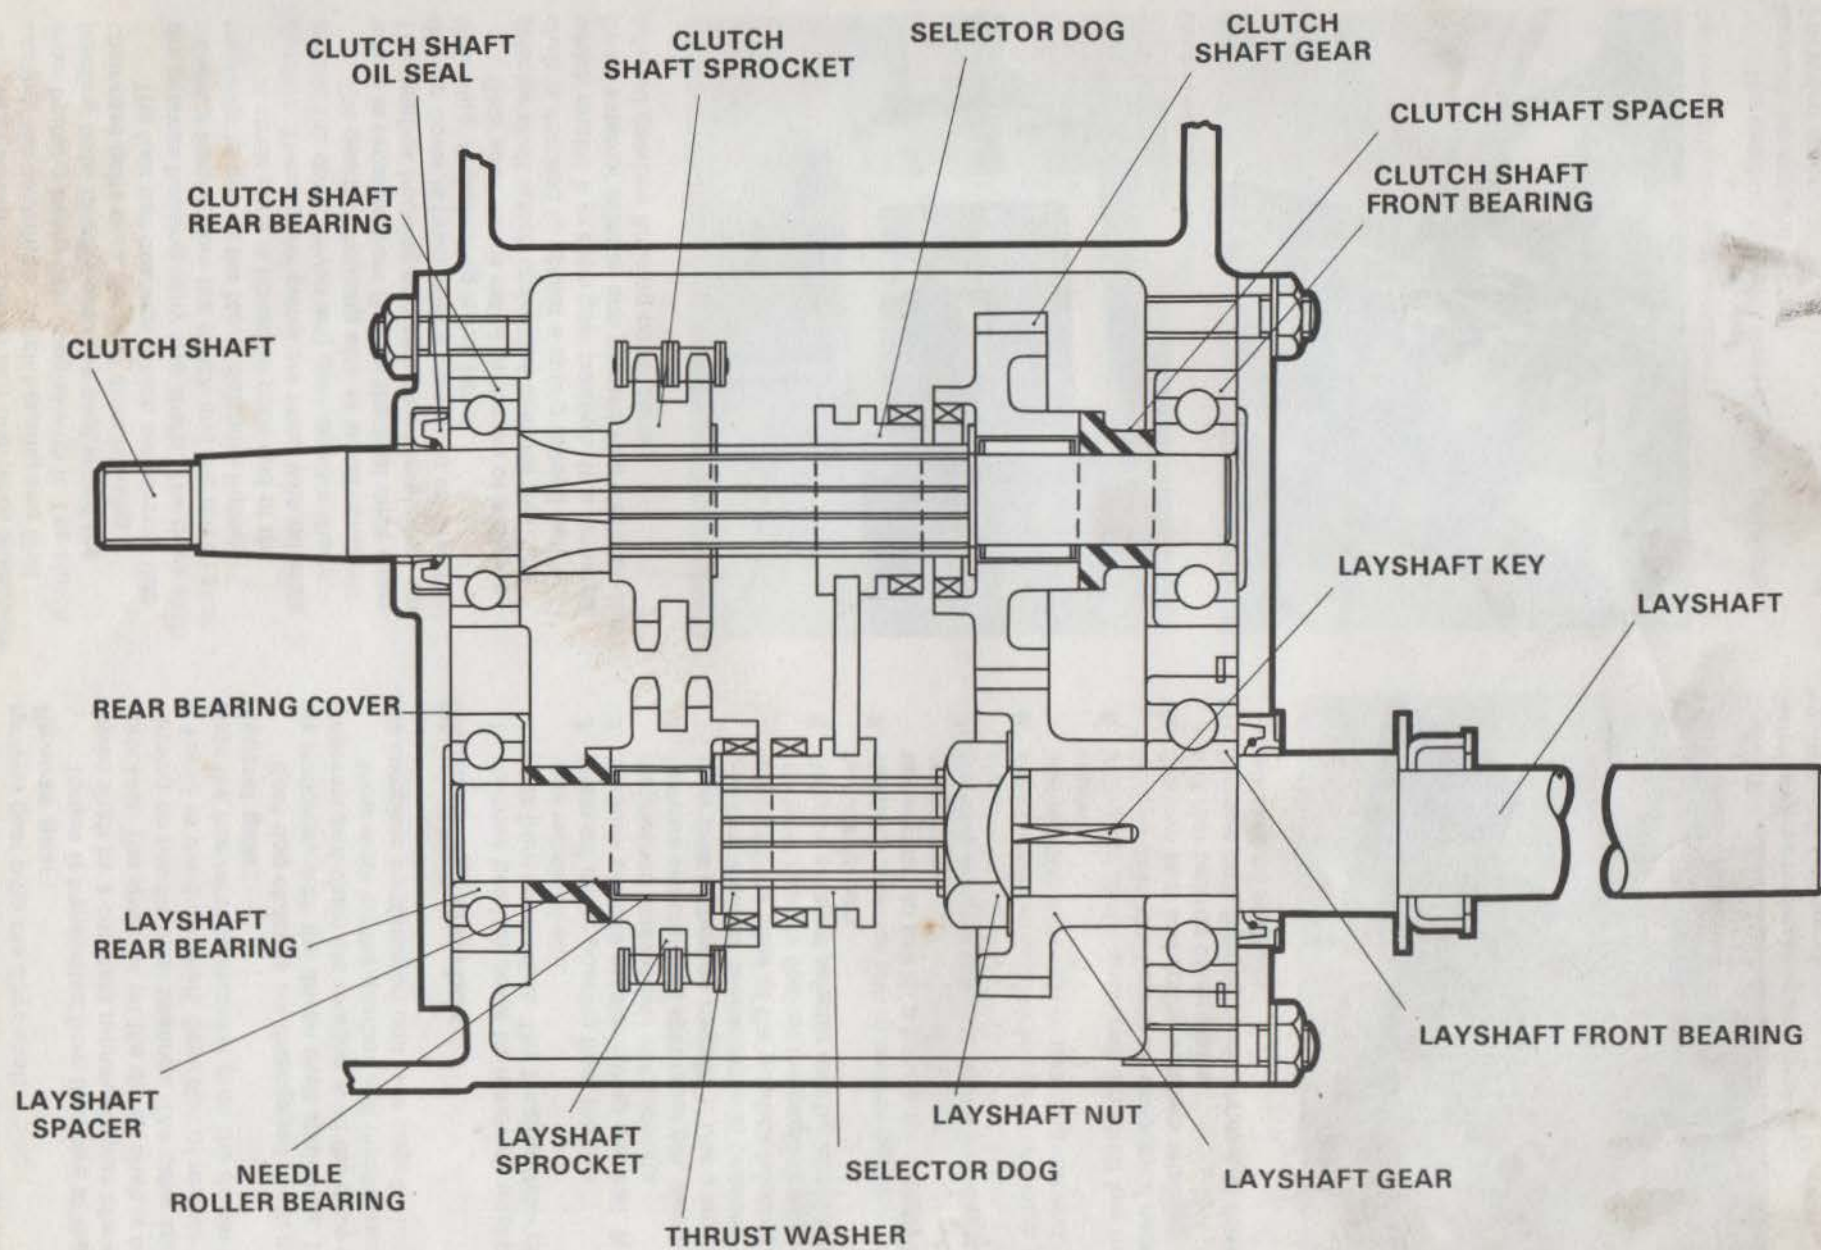 CLUTCH SHAFT
OIL SEAL
CLUTCH
SHAFT SPROCKET
SELECTOR DOG
CLUTCH
SHAFT GEAR
CLUTCH SHAFT SPACER
CLUTCH SHAFT
REAR BEARING
CLUTCH SHAFT
FRONT BEARING
CLUTCH SHAFT
LAYSHAFT KEY
LAYSHAFT
REAR BEARING COVER
LAYSHAFT
REAR BEARING
LAYSHAFT FRONT BEARING
LAYSHAFT
SPACER
LAYSHAFT NUT
LAYSHAFT
SPROCKET
NEEDLE
ROLLER BEARING
SELECTOR DOG
LAYSHAFT GEAR
THRUST WASHER